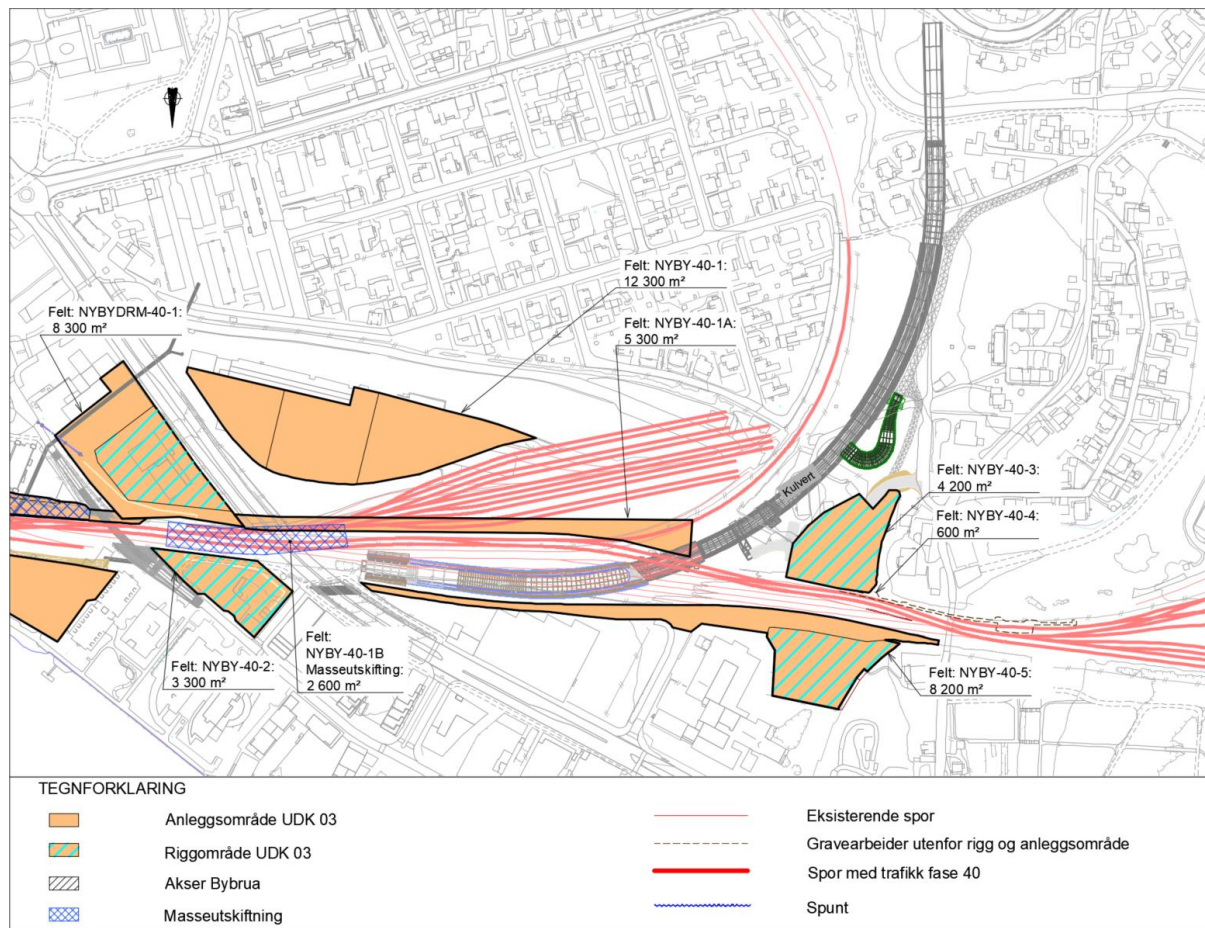 Felt: NYBY-40-1:
12 300 m²
Felt: NYBYDRM-40-1:
8 300 m²
Felt: NYBY-40-1A:
5 300 m²
Kulvert
Felt: NYBY-40-3:
4 200 m²
Felt: NYBY-40-4:
600 m²
Felt:
NYBY-40-1B
Masseutskifting:
2 600 m²
Felt: NYBY-40-2:
3 300 m²
Felt: NYBY-40-5:
8 200 m²
TEGNFORKLARING
Anleggsområde UDK 03
Riggområde UDK 03
Akser Bybrua
Masseutskiftning
Eksisterende spor
Gravearbeider utenfor rigg og anleggsområde
Spor med trafikk fase 40
Spunt